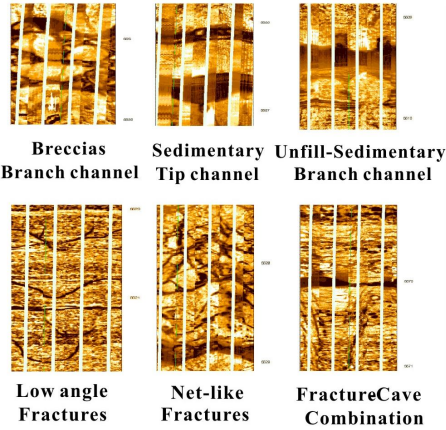 Breccias
Branch channel
Sedimentary
Tip channel
Unfill-Sedimentary
Branch channel
Low angle
Fractures
Net-like
Fractures
FractureCave
Combination